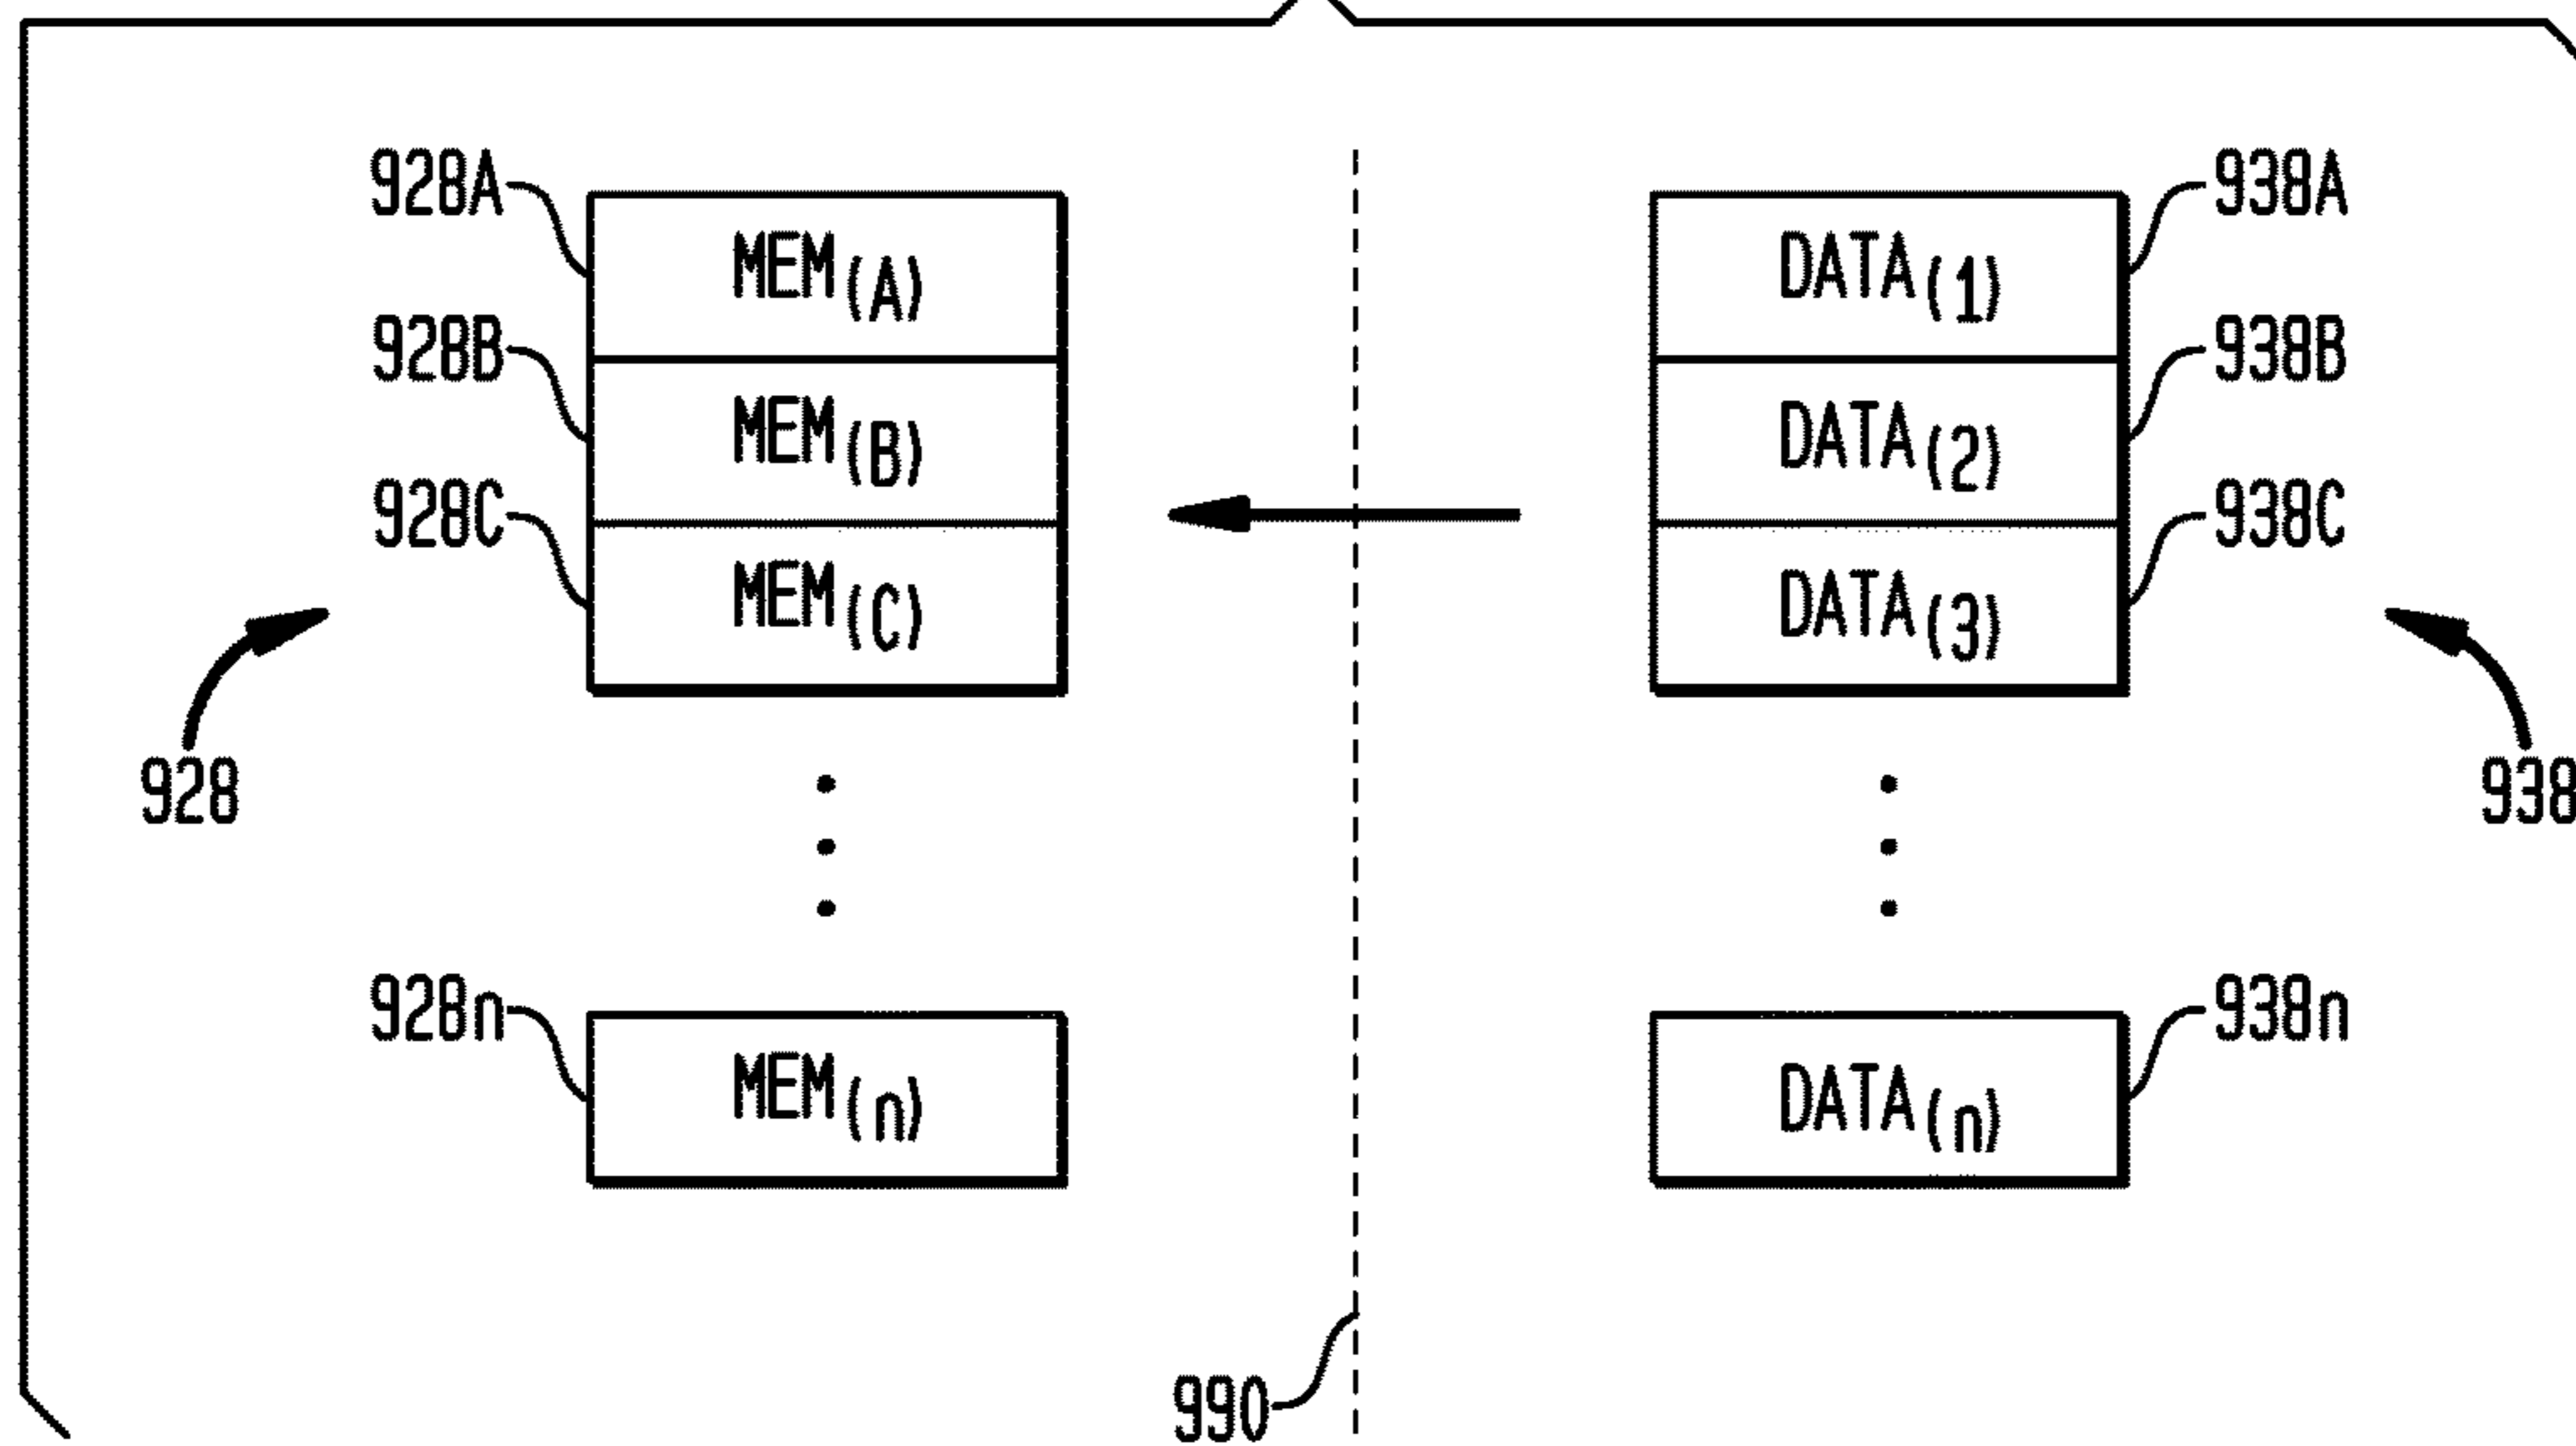 928A
MEM(A)
DATA(1)
938A
928B
MEM(B)
DATA(2)
938B
928C
MEM(C)
DATA(3)
938C
928
938
928n
MEM(n)
DATA(n)
938n
990